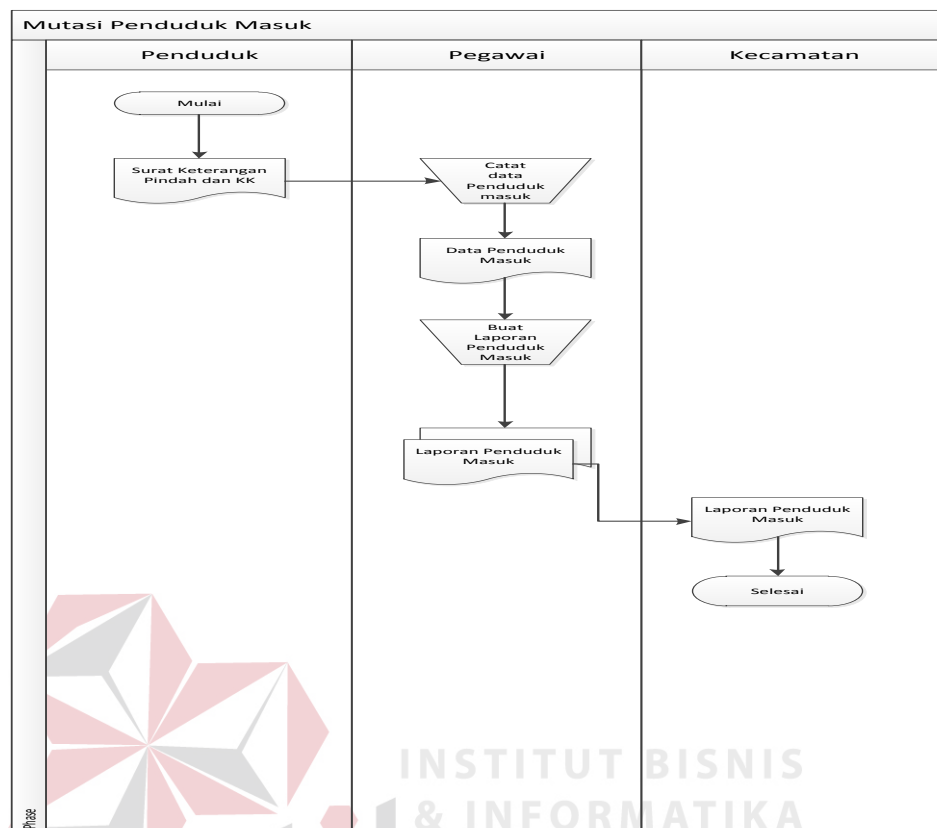 Mutasi Penduduk Masuk
Penduduk
Pegawai
Kecamatan
Mulai
Surat Keterangan
Pindah dan KK
Catat
data
Penduduk
masuk
Data Penduduk
Masuk
Buat
Laporan
Penduduk
Masuk
Laporan Penduduk
Masuk
Laporan Penduduk
Masuk
Selesai
INSTITUT BISNIS
& INFORMATIKA
Phase